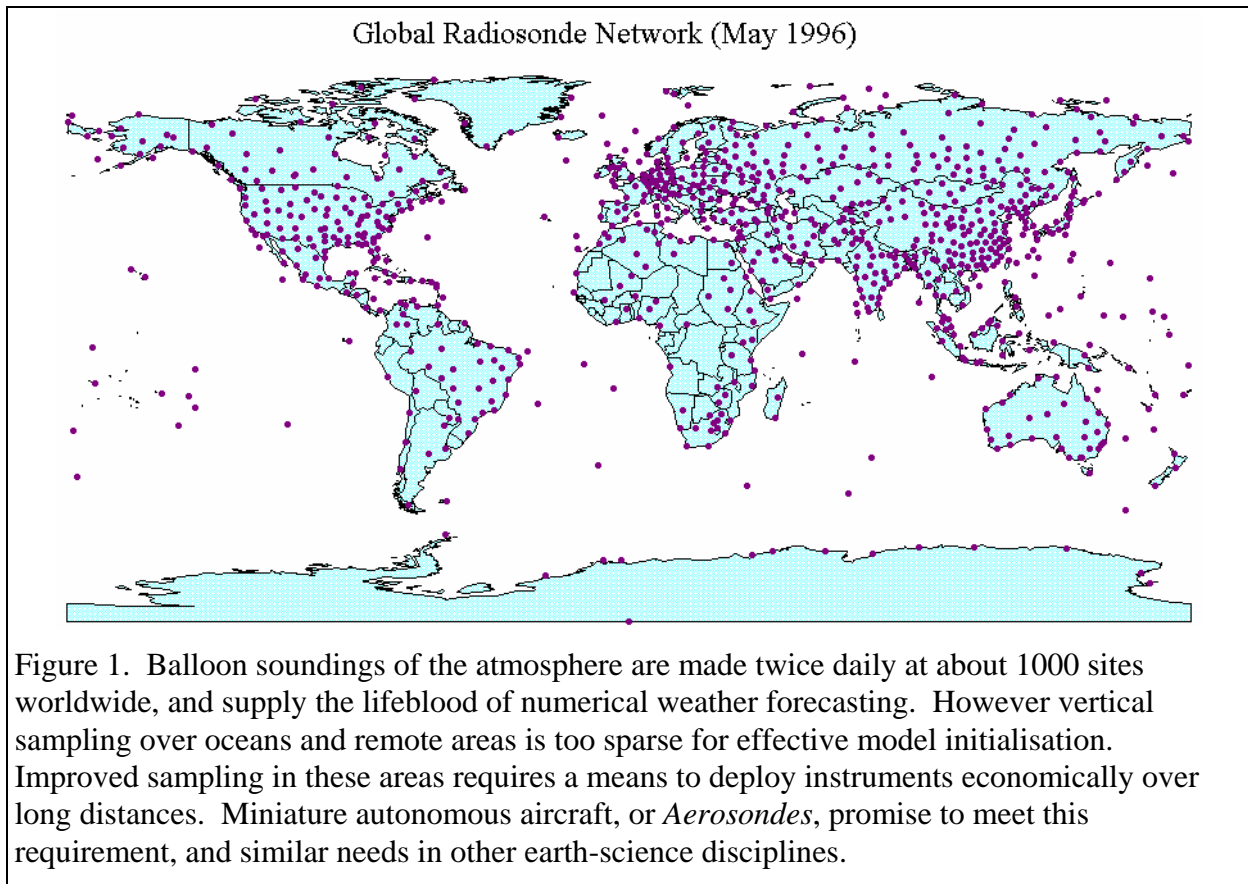 Global Radiosonde Network (May 1996)
Figure 1.  Balloon soundings of the atmosphere are made twice daily at about 1000 sites
worldwide, and supply the lifeblood of numerical weather forecasting.  However vertical
sampling over oceans and remote areas is too sparse for effective model initialisation.
Improved sampling in these areas requires a means to deploy instruments economically over
long distances.  Miniature autonomous aircraft, or Aerosondes, promise to meet this
requirement, and similar needs in other earth-science disciplines.